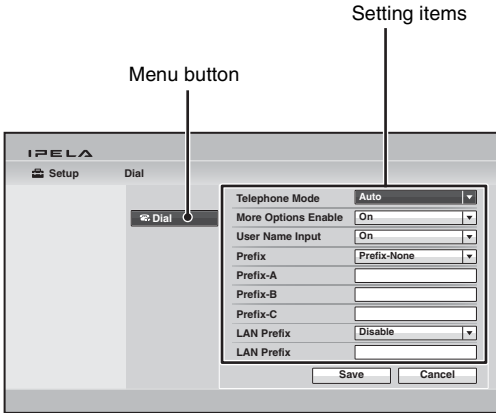 Setting items
Menu button
IPELA
Setup Dial
Dial
Telephone Mode Auto
More Options Enable On
User Name Input On
Prefix Prefix-None
Prefix-A
Prefix-B
Prefix-C
LAN Prefix Disable
LAN Prefix
Save Cancel